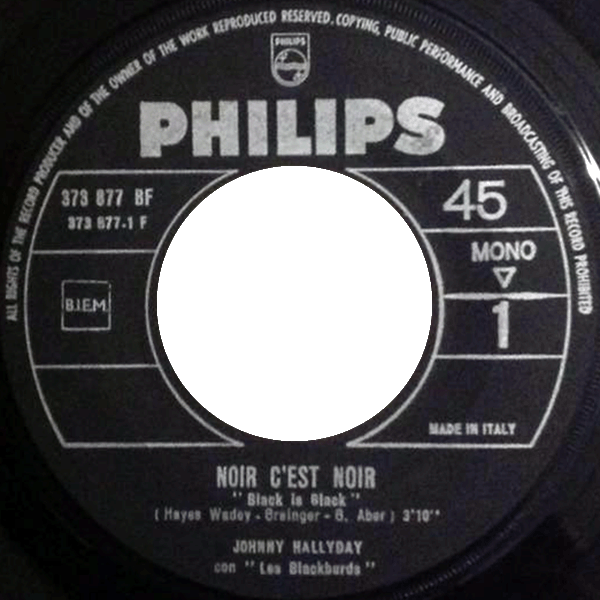 ALL RIGHTS OF THE RECORD PRODUCER AND OF THE OWNER OF THE WORK RESERVED. COPYING, PUBLIC PERFORMANCE AND BROADCASTING OF THIS RECORD PROHIBITED
PHILIPS
PHILIPS
373 877 BF
373 877-1 F
45
MONO
B.I.E.M.
1
MADE IN ITALY
NOIR C'EST NOIR
"Black is Black"
( Hayes Wadey - Greinger - G. Aber ) 3'10''
JOHNNY HALLYDAY
con "Les Blackburds"